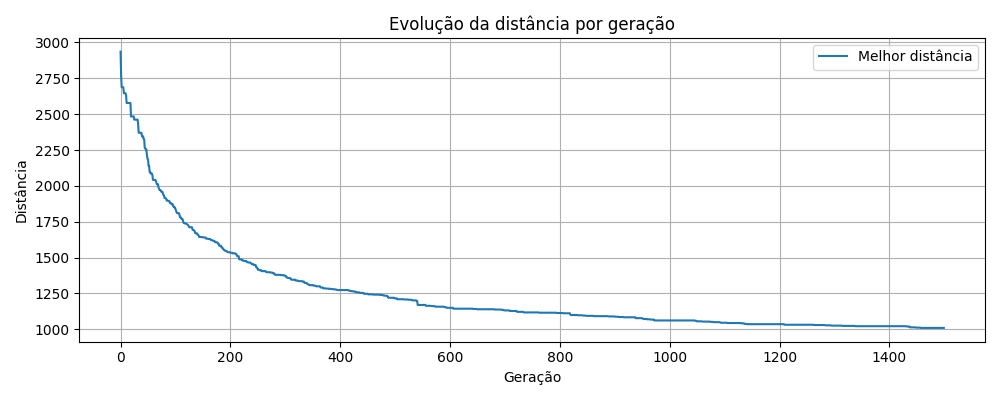 Evolução da distância por geração
Melhor distância
Distância
3000
2750
2500
2250
2000
1750
1500
1250
1000
0 200 400 600 800 1000 1200 1400
Geração